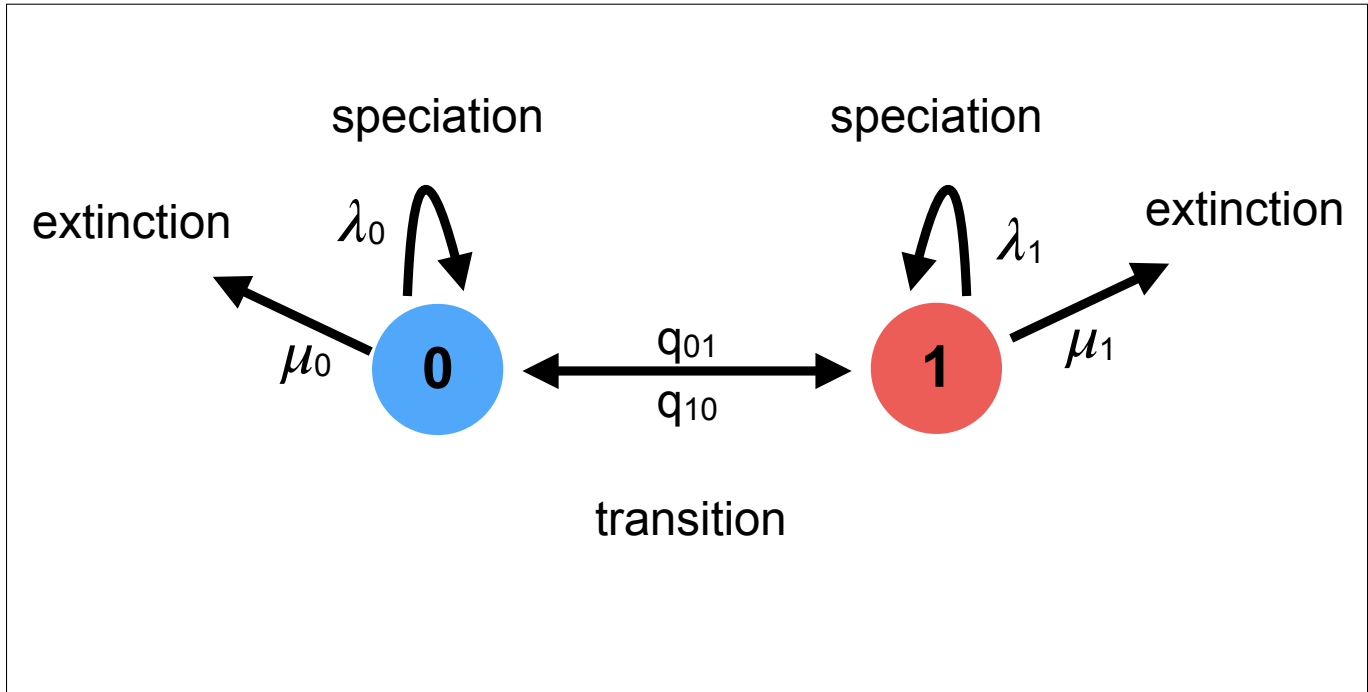 speciation
speciation
extinction
extinction
λ0
λ1
μ0
μ1
0
1
q01
q10
transition